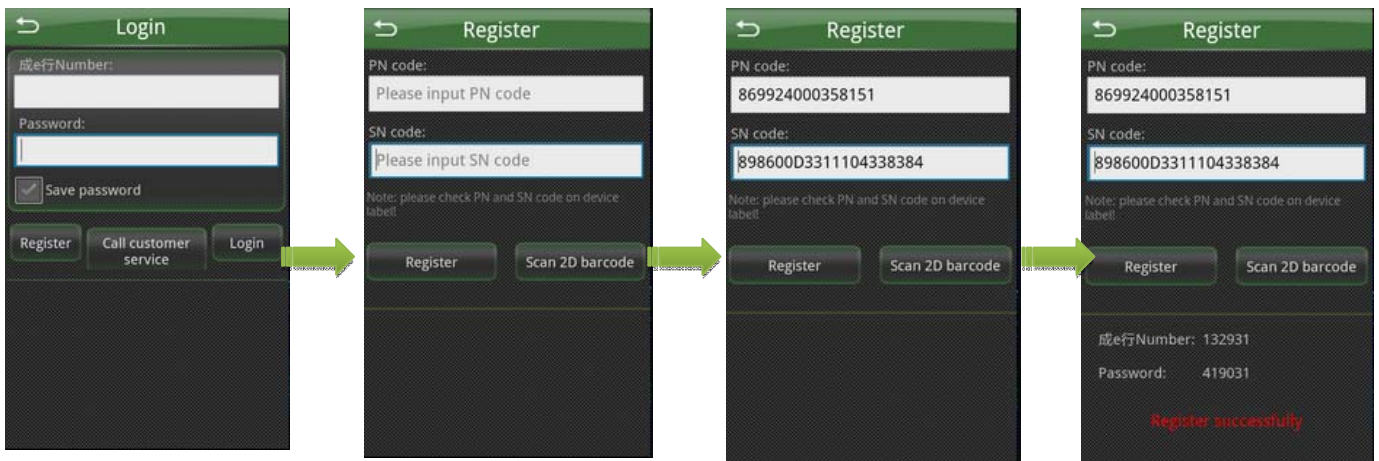 Login
成e行Number:
Password:
Save password
Register
Call customer
service
Login
Register
PN code:
Please input PN code
SN code:
Please input SN code
Note: please check PN and SN code on device
label!
Register
Scan 2D barcode
Register
PN code:
869924000358151
SN code:
898600D3311104338384
Note: please check PN and SN code on device
label!
Register
Scan 2D barcode
Register
PN code:
869924000358151
SN code:
898600D3311104338384
Note: please check PN and SN code on device
label!
Register
Scan 2D barcode
成e行Number: 132931
Password: 419031
Register successfully